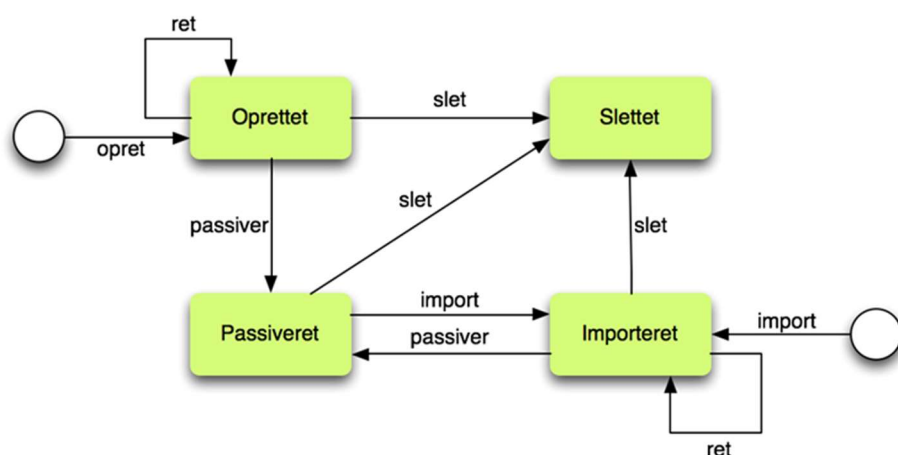 ret
Oprettet
slet
Slettet
opret
passiver
slet
slet
Passiveret
import
passiver
Importeret
import
ret